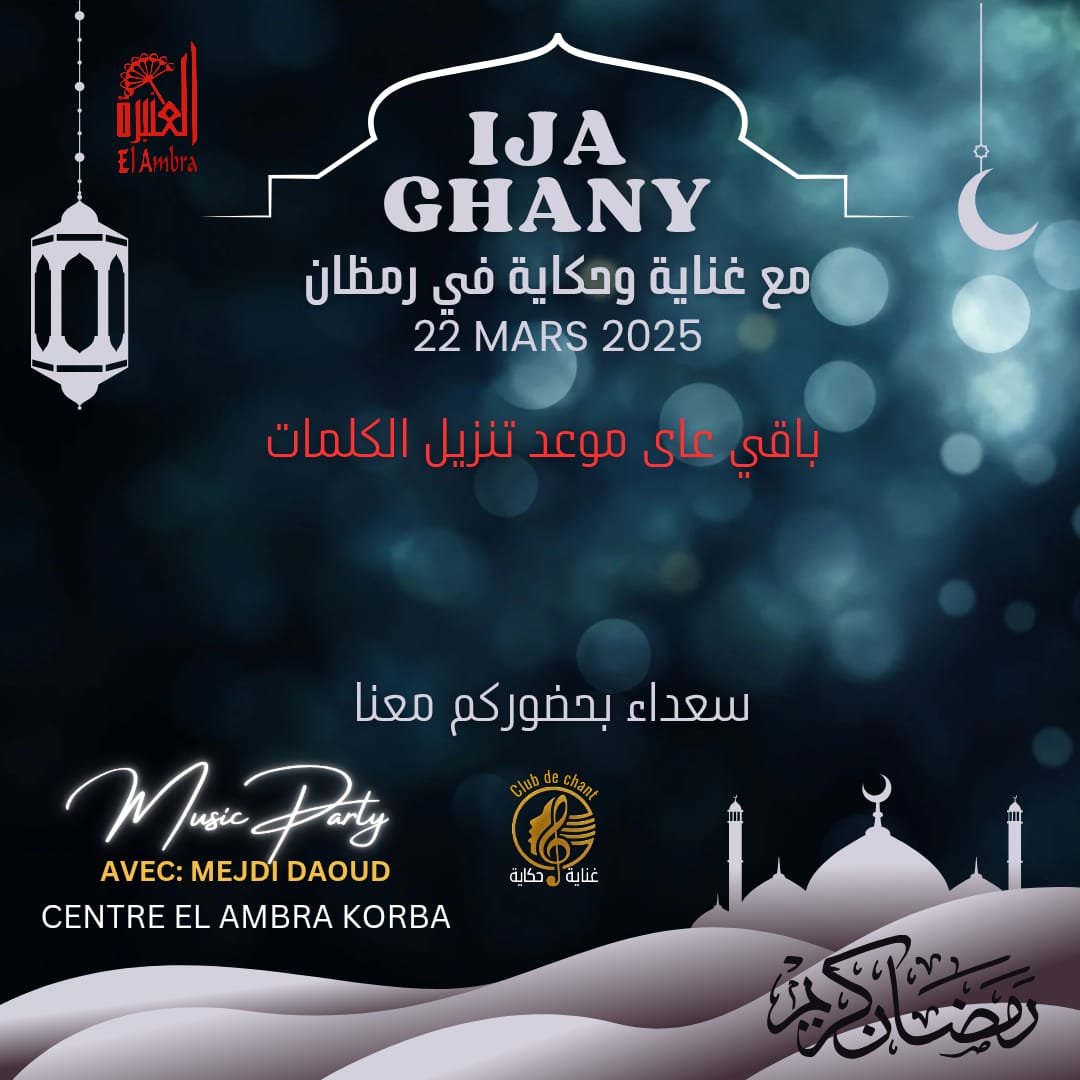 العنبرة
El Ambra
IJA
GHANY
مع غناية وحكاية في رمظان
22 MARS 2025
باقي عاى موعد تنزيل الكلمات
سعداء بحضوركم معنا
Music Party
AVEC: MEJDI DAOUD
CENTRE EL AMBRA KORBA
Club de chant
غناية حكاية
رمضان كريم